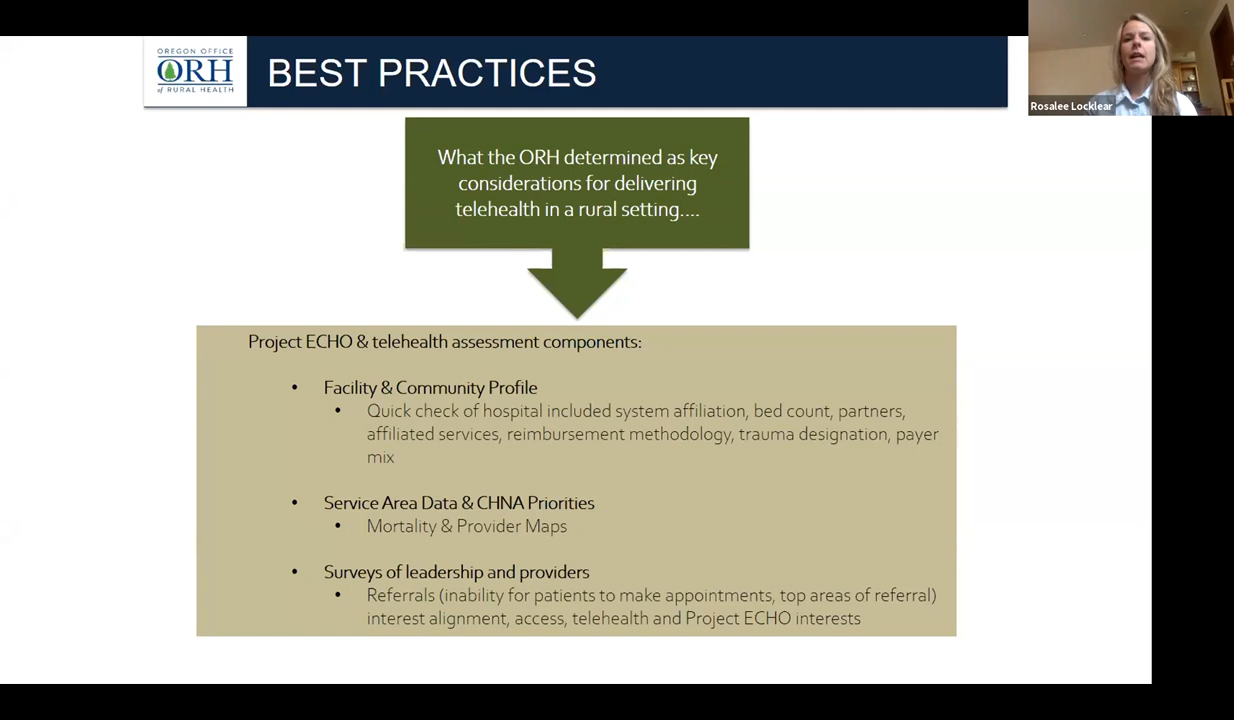 OREGON OFFICE
ORH
of RURAL HEALTH
BEST PRACTICES
Rosalee Locklear
What the ORH determined as key
considerations for delivering
telehealth in a rural setting....
Project ECHO & telehealth assessment components:
• Facility & Community Profile
• Quick check of hospital included system affiliation, bed count, partners,
affiliated services, reimbursement methodology, trauma designation, payer
mix
• Service Area Data & CHNA Priorities
• Mortality & Provider Maps
• Surveys of leadership and providers
• Referrals (inability for patients to make appointments, top areas of referral)
interest alignment, access, telehealth and Project ECHO interests